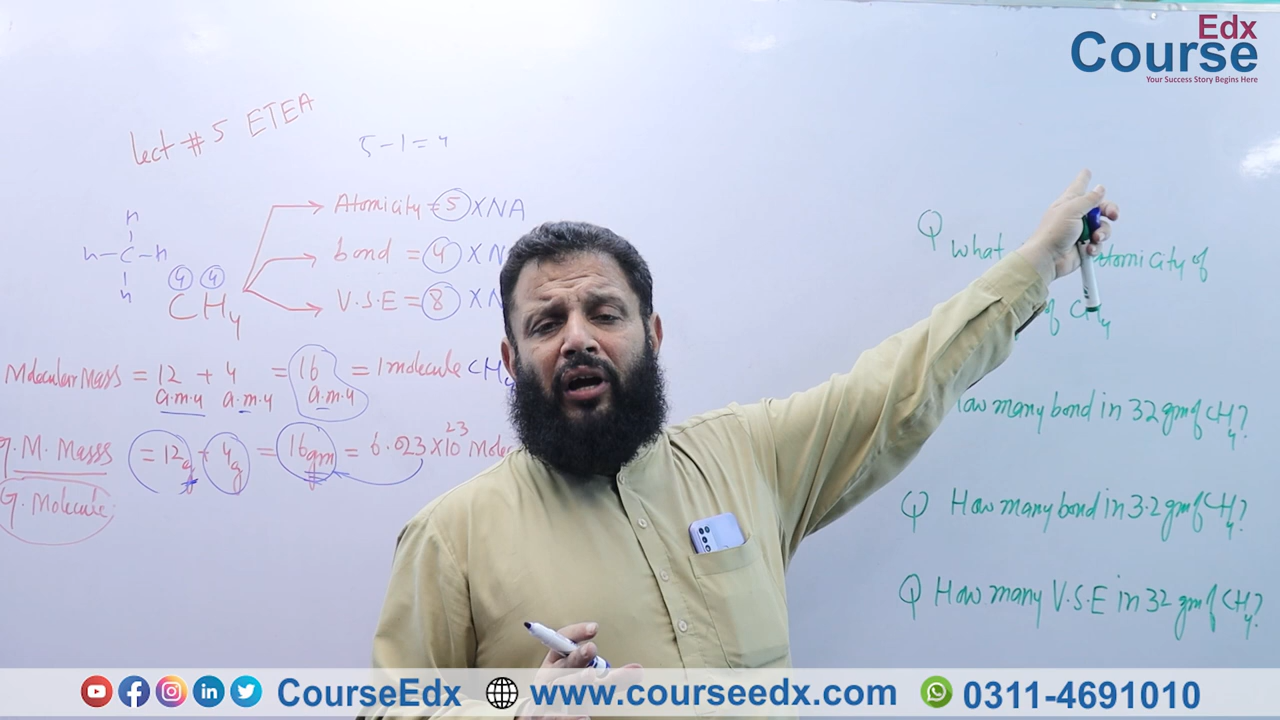 Edx
Course
Your Success Story Begins Here
Lect # 5 ETEA
5 - 1 = 4
Atomicity = 5 X NA
bond = 4 X N
V.S.E = 8 X N
H
H - C - H
H
4 4
CH4
Molecular Mass = 12 + 4 = 16 = 1 molecule CH4
a.m.u a.m.u a.m.u
g.M. Masss = 12g + 4g = 16gm = 6.023 X 10^23 Molec
G. Molecule
Q what atomicity of
of CH4
How many bond in 32 gm of CH4?
Q How many bond in 3.2 gm of CH4?
Q How many V.S.E in 32 gm of CH4?
CourseEdx www.courseedx.com 0311-4691010